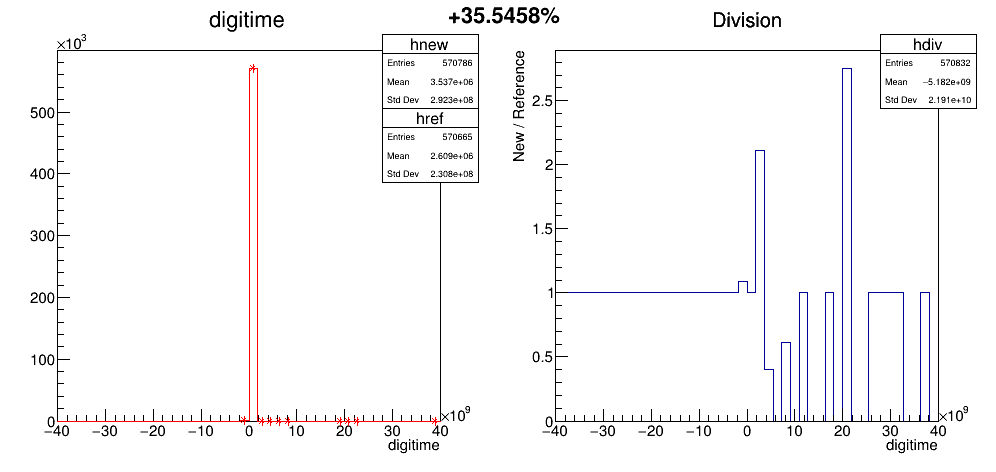 +35.5458%
digitime
×10³
hnew
Entries 570786
Mean 3.537e+06
Std Dev 2.923e+08
href
Entries 570665
Mean 2.609e+06
Std Dev 2.308e+08
500
400
300
200
100
0
−40 −30 −20 −10 0 10 20 30 40
×10⁹
digitime
Division
hdiv
Entries 570832
Mean −5.182e+09
Std Dev 2.191e+10
New / Reference
2.5
2
1.5
1
0.5
0
−40 −30 −20 −10 0 10 20 30 40
×10⁹
digitime